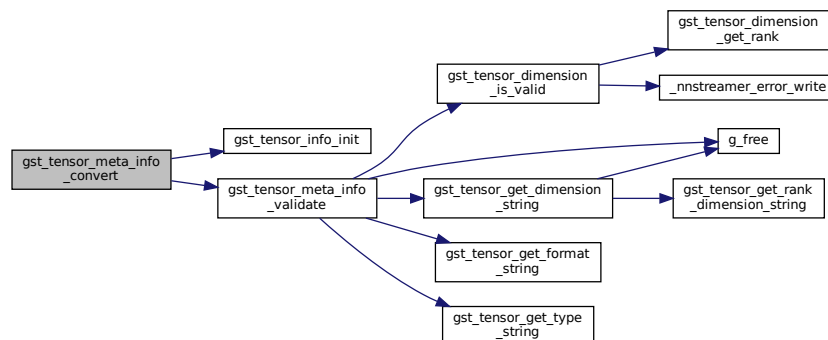 gst_tensor_meta_info
_convert
gst_tensor_info_init
gst_tensor_meta_info
_validate
gst_tensor_dimension
_is_valid
gst_tensor_get_dimension
_string
gst_tensor_get_format
_string
gst_tensor_get_type
_string
gst_tensor_dimension
_get_rank
_nnstreamer_error_write
g_free
gst_tensor_get_rank
_dimension_string